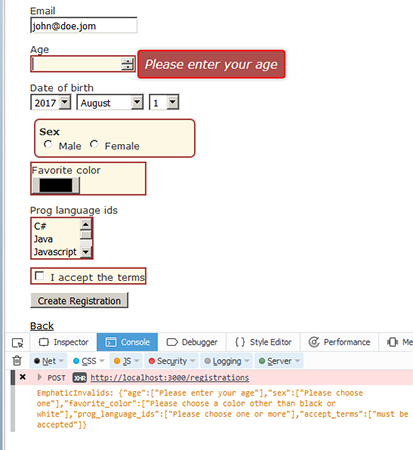 Email
john@doe.jom
Age
Please enter your age
Date of birth
2017 August 1
Sex
Male Female
Favorite color
Prog language ids
C#
Java
Javascript
I accept the terms
Create Registration
Back
Inspector Console Debugger Style Editor Performance Me
Net CSS JS Security Logging Server
POST XHR http://localhost:3000/registrations
EmphaticInvalids: {"age":["Please enter your age"],"sex":["Please choose
one"],"favorite_color":["Please choose a color other than black or
white"],"prog_language_ids":["Please choose one or more"],"accept_terms":["must be
accepted"]}